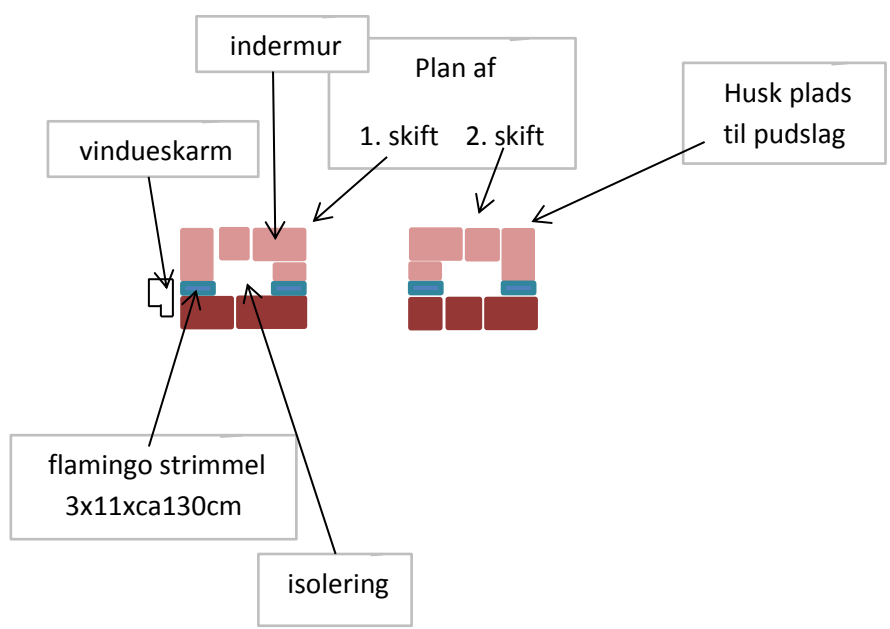 indermur
Plan af
1. skift 2. skift
Husk plads
til pudslag
vindueskarm
flamingo strimmel
3x11xca130cm
isolering